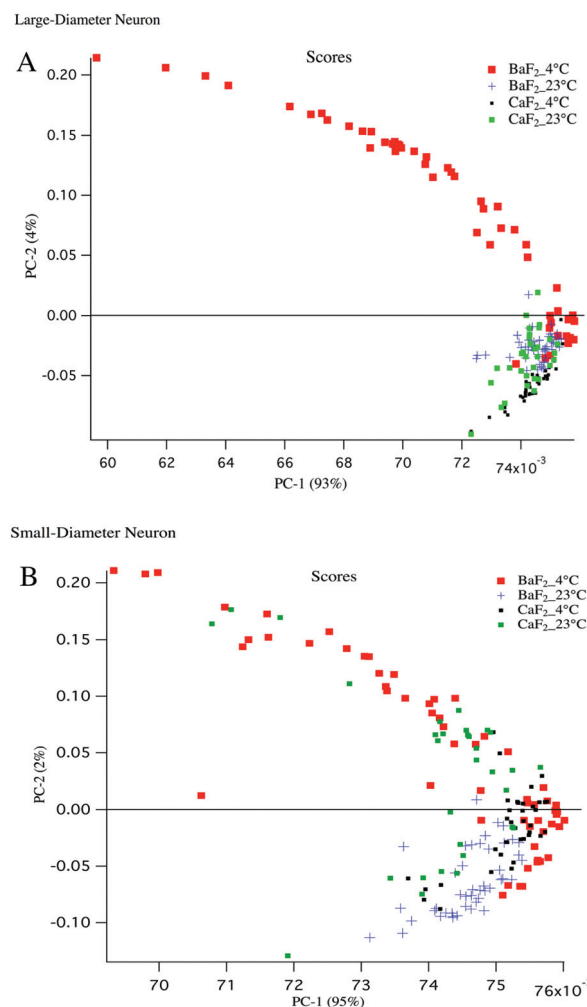 Large-Diameter Neuron
A
Scores
BaF₂_4°C
BaF₂_23°C
CaF₂_4°C
CaF₂_23°C
0.20
0.15
0.10
0.05
0.00
-0.05
PC-2 (4%)
60 62 64 66 68 70 72 74x10⁻³
PC-1 (93%)
Small-Diameter Neuron
B
Scores
BaF₂_4°C
BaF₂_23°C
CaF₂_4°C
CaF₂_23°C
0.20
0.15
0.10
0.05
0.00
-0.05
-0.10
PC-2 (2%)
70 71 72 73 74 75 76x10⁻
PC-1 (95%)